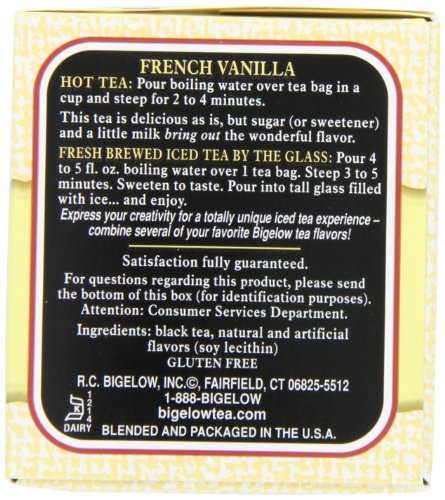 FRENCH VANILLA
HOT TEA: Pour boiling water over tea bag in a
cup and steep for 2 to 4 minutes.
This tea is delicious as is, but sugar (or sweetener)
and a little milk bring out the wonderful flavor.
FRESH BREWED ICED TEA BY THE GLASS: Pour 4
to 5 fl. oz. boiling water over 1 tea bag. Steep 3 to 5
minutes. Sweeten to taste. Pour into tall glass filled
with ice... and enjoy.
Express your creativity for a totally unique iced tea experience –
combine several of your favorite Bigelow tea flavors!
Satisfaction fully guaranteed.
For questions regarding this product, please send
the bottom of this box (for identification purposes).
Attention: Consumer Services Department.
Ingredients: black tea, natural and artificial
flavors (soy lecithin)
GLUTEN FREE
R.C. BIGELOW, INC.©, FAIRFIELD, CT 06825-5512
1-888-BIGELOW
bigelowtea.com
BLENDED AND PACKAGED IN THE U.S.A.
K
1214
DAIRY